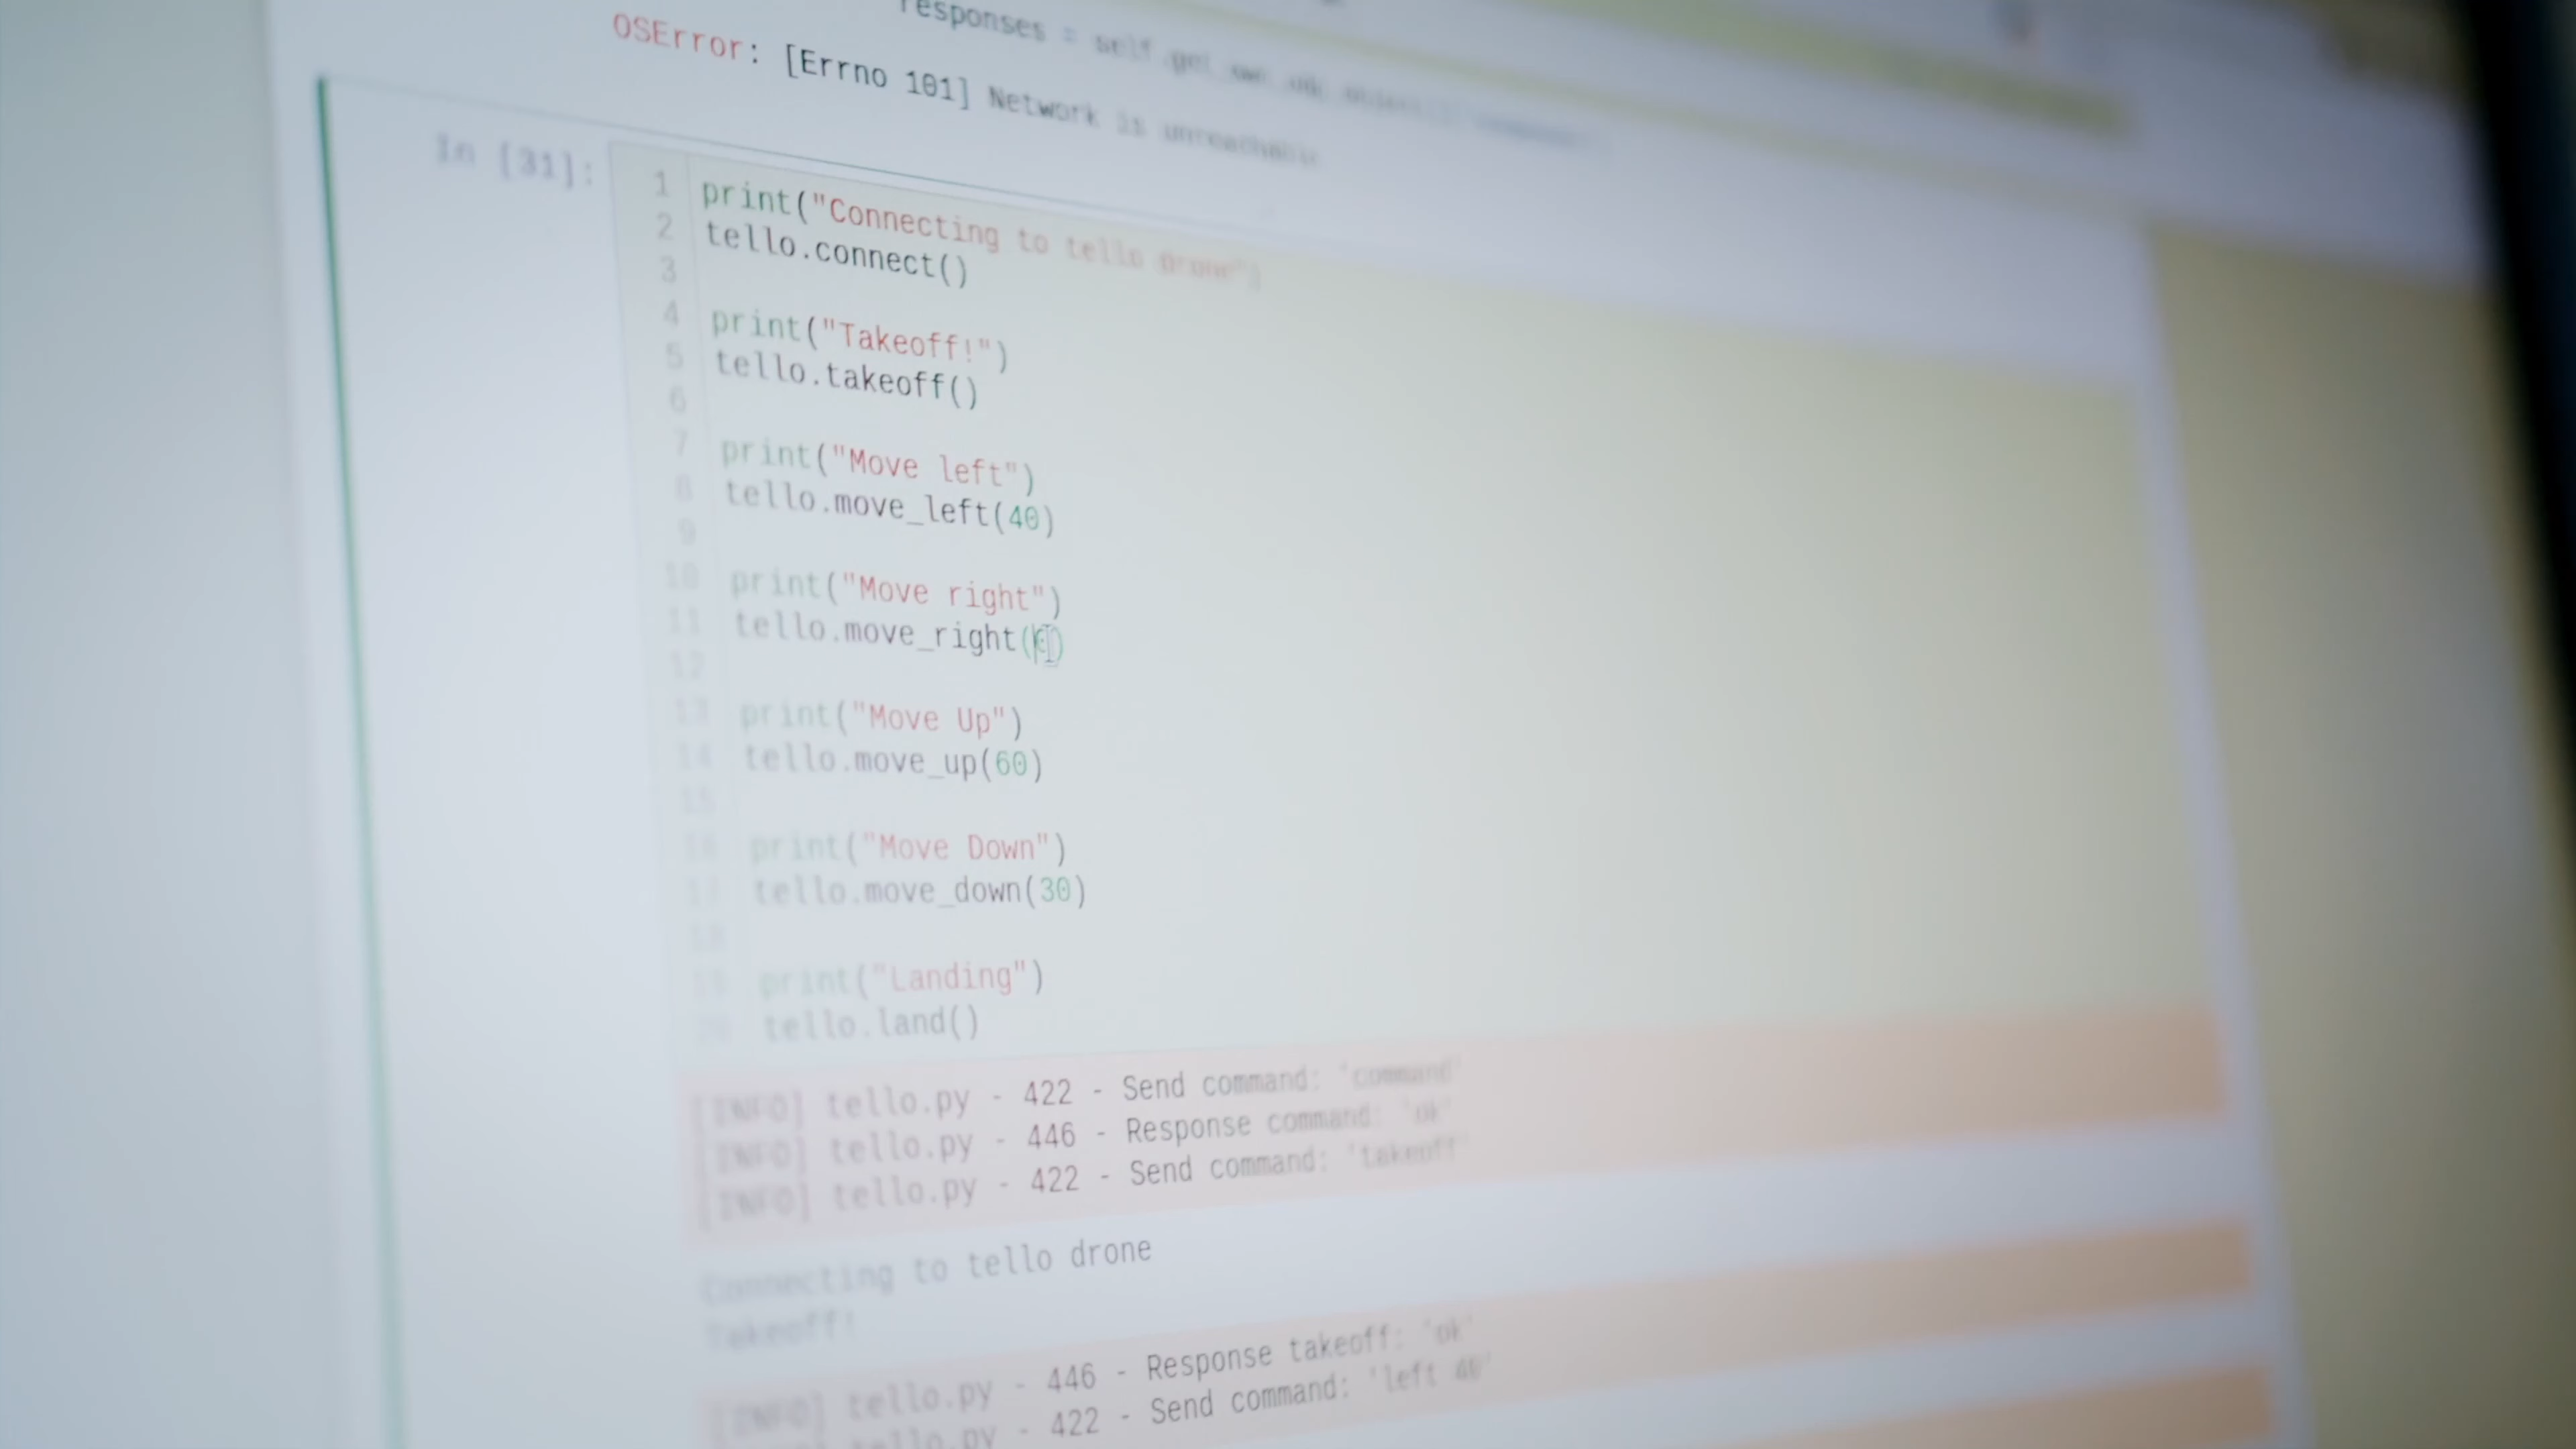 responses = self.get_own_udp_object()['responses']
OSError: [Errno 101] Network is unreachable
In [31]:
1 print("Connecting to tello drone")
2 tello.connect()
3
4 print("Takeoff!")
5 tello.takeoff()
6
7 print("Move left")
8 tello.move_left(40)
9
10 print("Move right")
11 tello.move_right(
12
13 print("Move Up")
14 tello.move_up(60)
15
16 print("Move Down")
17 tello.move_down(30)
18
19 print("Landing")
20 tello.land()
[INFO] tello.py - 422 - Send command: 'command'
[INFO] tello.py - 446 - Response command: 'ok'
[INFO] tello.py - 422 - Send command: 'takeoff'
Connecting to tello drone
Takeoff!
[INFO] tello.py - 446 - Response takeoff: 'ok'
tello.py - 422 - Send command: 'left 40'